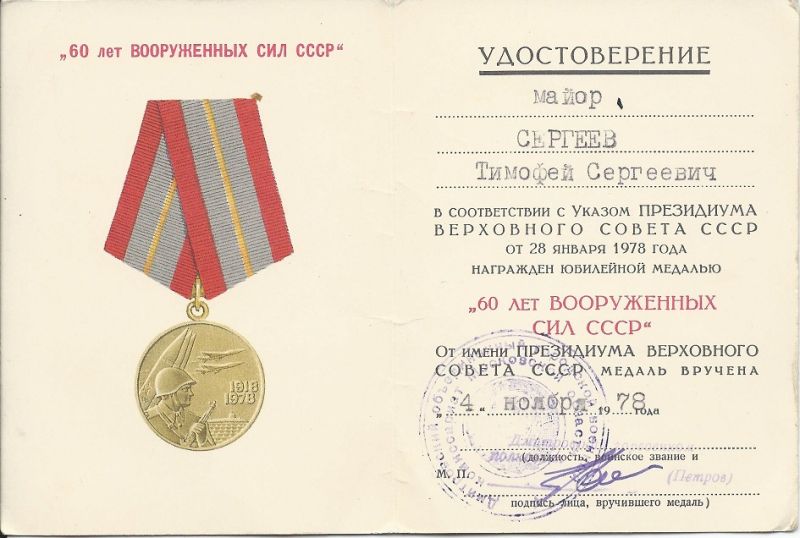 „60 лет ВООРУЖЕННЫХ СИЛ СССР“
1918
1978
УДОСТОВЕРЕНИЕ
майор
СЕРГЕЕВ
Тимофей Сергеевич
В СООТВЕТСТВИИ С УКАЗОМ ПРЕЗИДИУМА
ВЕРХОВНОГО СОВЕТА СССР
ОТ 28 ЯНВАРЯ 1978 ГОДА
НАГРАЖДЕН ЮБИЛЕЙНОЙ МЕДАЛЬЮ
„60 ЛЕТ ВООРУЖЕННЫХ
СИЛ СССР“
ОТ ИМЕНИ ПРЕЗИДИУМА ВЕРХОВНОГО
СОВЕТА СССР МЕДАЛЬ ВРУЧЕНА
„4“ ноября 1978 года
(должность, воинское звание и
М. П.
(Петров)
подпись лица, вручившего медаль)